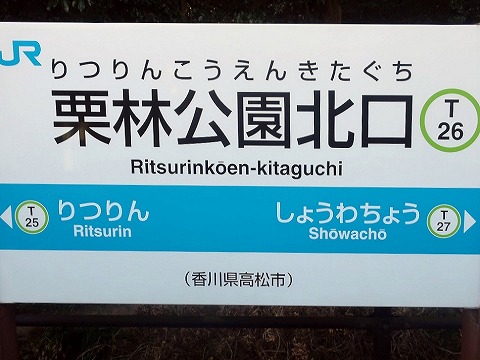 JR
りつりんこうえんきたぐち
栗林公園北口
T
26
Ritsurinkōen-kitaguchi
T
25
りつりん
Ritsurin
しょうわちょう
Shōwachō
T
27
（香川県高松市）